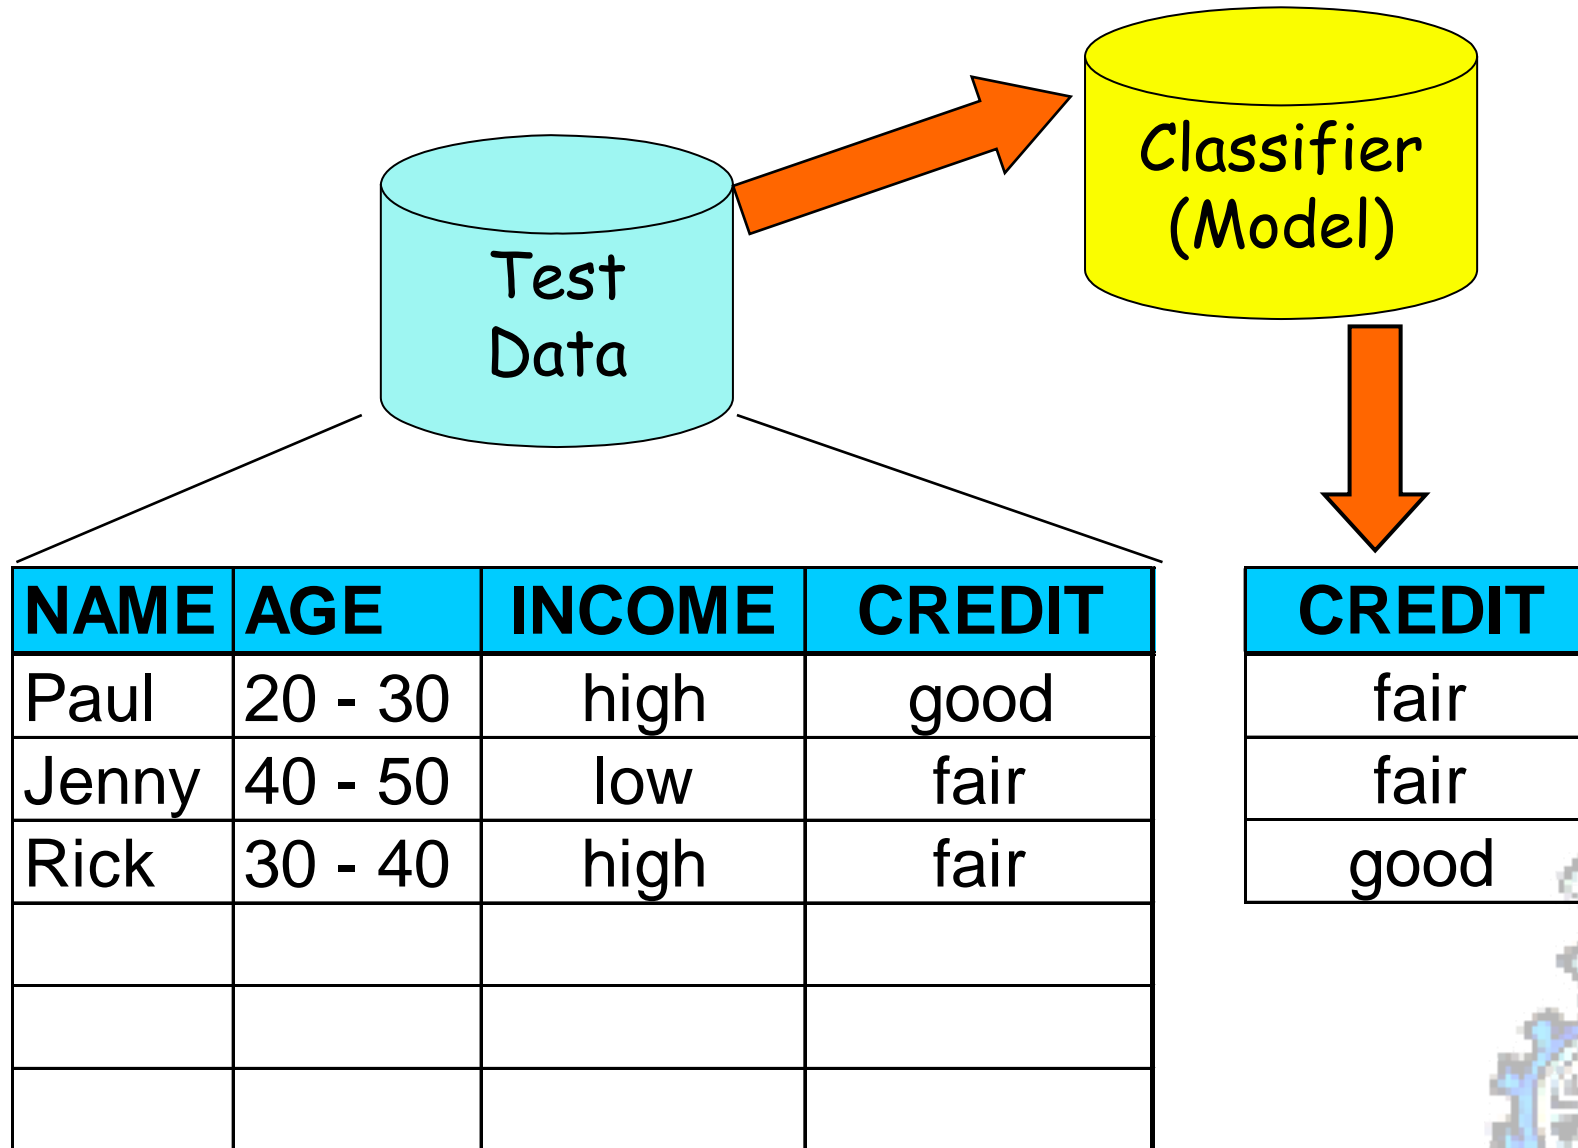 Classifier
(Model)
Test
Data
NAME AGE INCOME CREDIT CREDIT
Paul 20 - 30 high good fair
Jenny 40 - 50 low fair fair
Rick 30 - 40 high fair good